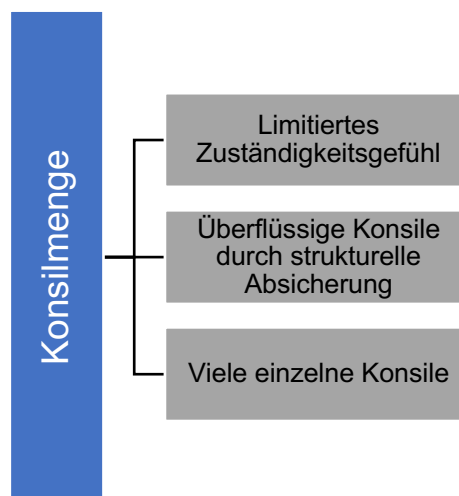 Konsilmenge
Limitiertes
Zuständigkeitsgefühl
Überflüssige Konsile
durch strukturelle
Absicherung
Viele einzelne Konsile